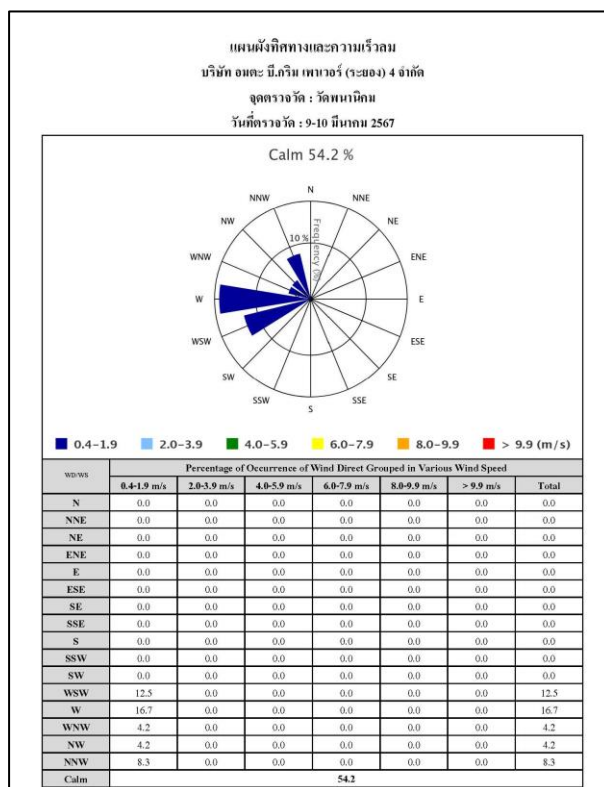 แผนผังทิศทางและความเร็วลม
บริษัท อมตะ บี.กริม เพาเวอร์ (ระยอง) 4 จำกัด
จุดตรวจวัด : วัดพนานิคม
วันที่ตรวจวัด : 9-10 มีนาคม 2567
Calm 54.2 %
N
NNW
NNE
NW
NE
Frequency (%)
10 %
WNW
ENE
W
E
WSW
ESE
SW
SE
SSW
SSE
S
0.4-1.9 2.0-3.9 4.0-5.9 6.0-7.9 8.0-9.9 > 9.9 (m/s)
WD/WS Percentage of Occurrence of Wind Direct Grouped in Various Wind Speed
0.4-1.9 m/s 2.0-3.9 m/s 4.0-5.9 m/s 6.0-7.9 m/s 8.0-9.9 m/s > 9.9 m/s Total
N 0.0 0.0 0.0 0.0 0.0 0.0 0.0
NNE 0.0 0.0 0.0 0.0 0.0 0.0 0.0
NE 0.0 0.0 0.0 0.0 0.0 0.0 0.0
ENE 0.0 0.0 0.0 0.0 0.0 0.0 0.0
E 0.0 0.0 0.0 0.0 0.0 0.0 0.0
ESE 0.0 0.0 0.0 0.0 0.0 0.0 0.0
SE 0.0 0.0 0.0 0.0 0.0 0.0 0.0
SSE 0.0 0.0 0.0 0.0 0.0 0.0 0.0
S 0.0 0.0 0.0 0.0 0.0 0.0 0.0
SSW 0.0 0.0 0.0 0.0 0.0 0.0 0.0
SW 0.0 0.0 0.0 0.0 0.0 0.0 0.0
WSW 12.5 0.0 0.0 0.0 0.0 0.0 12.5
W 16.7 0.0 0.0 0.0 0.0 0.0 16.7
WNW 4.2 0.0 0.0 0.0 0.0 0.0 4.2
NW 4.2 0.0 0.0 0.0 0.0 0.0 4.2
NNW 8.3 0.0 0.0 0.0 0.0 0.0 8.3
Calm 54.2